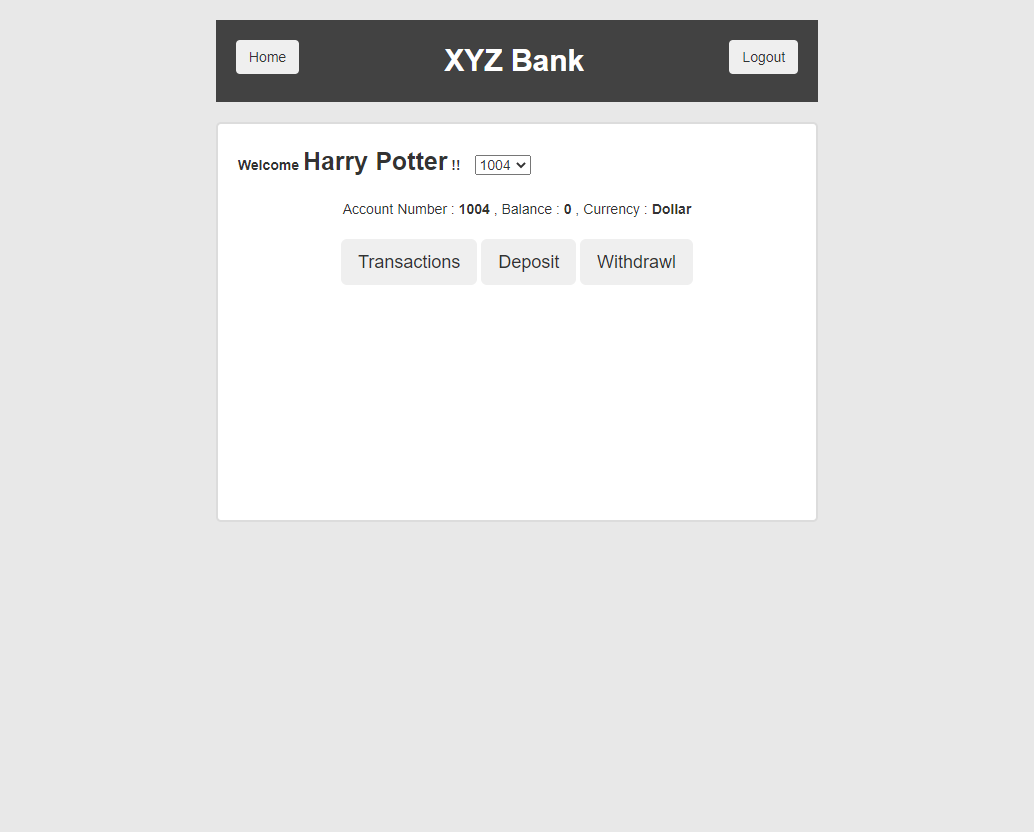 Home XYZ Bank Logout
Welcome Harry Potter !! 1004
Account Number : 1004 , Balance : 0 , Currency : Dollar
Transactions Deposit Withdrawl